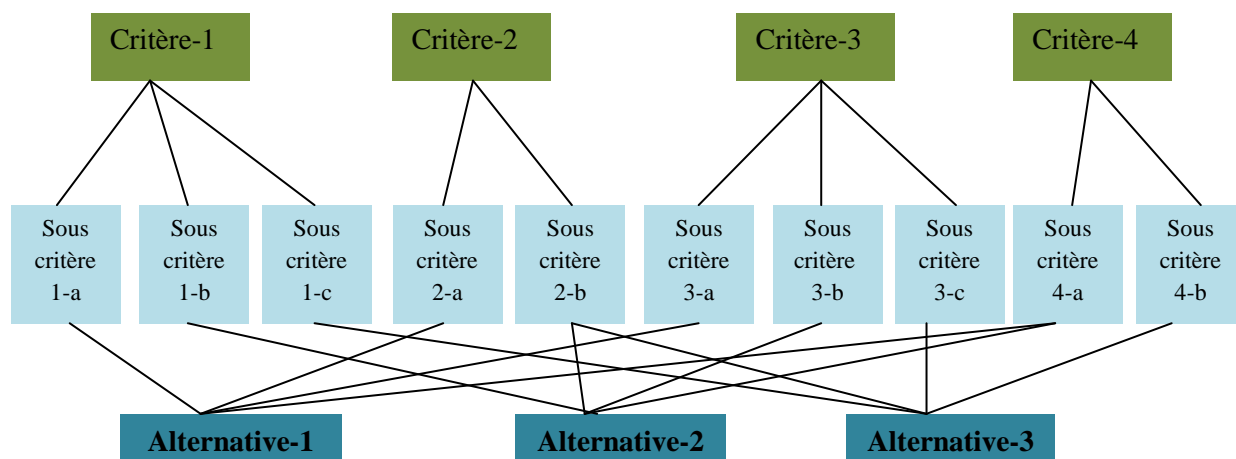 Critère-1
Critère-2
Critère-3
Critère-4
Sous
critère
1-a
Sous
critère
1-b
Sous
critère
1-c
Sous
critère
2-a
Sous
critère
2-b
Sous
critère
3-a
Sous
critère
3-b
Sous
critère
3-c
Sous
critère
4-a
Sous
critère
4-b
Alternative-1
Alternative-2
Alternative-3